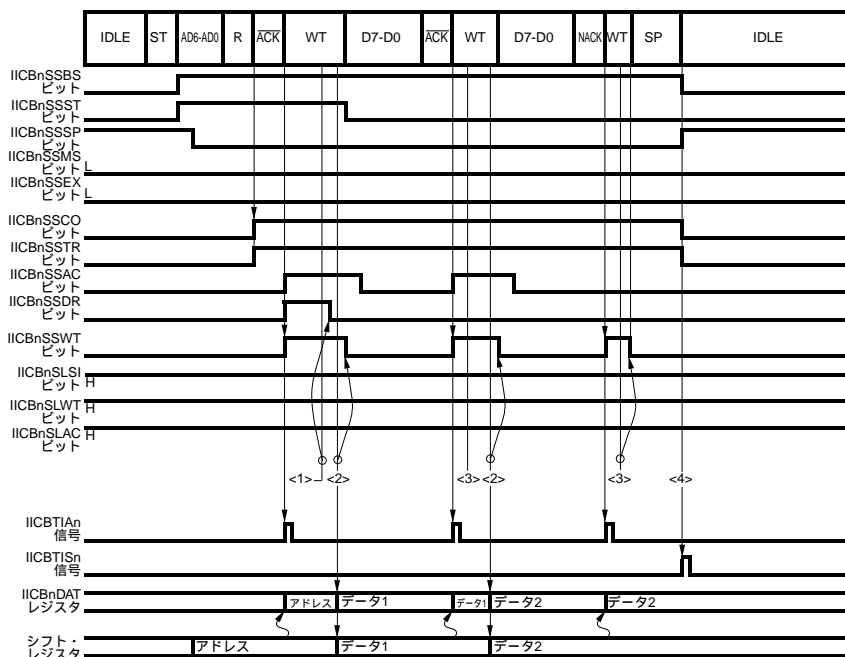 IDLE ST AD6-AD0 R ACK WT D7-D0 ACK WT D7-D0 NACK WT SP IDLE
IICBnSSBS
ビット
IICBnSSST
ビット
IICBnSSSP
ビット
IICBnSSMS
ビット L
IICBnSSEX
ビット L
IICBnSSCO
ビット
IICBnSSTR
ビット
IICBnSSAC
ビット
IICBnSSDR
ビット
IICBnSSWT
ビット
IICBnSLSI
ビット H
IICBnSLWT
ビット H
IICBnSLAC
ビット H
<1> <2> <3> <2> <3> <4>
IICBTIAn
信号
IICBTISn
信号
IICBnDAT
レジスタ
アドレス データ1 データ1 データ2 データ2
シフト・
レジスタ
アドレス データ1 データ2